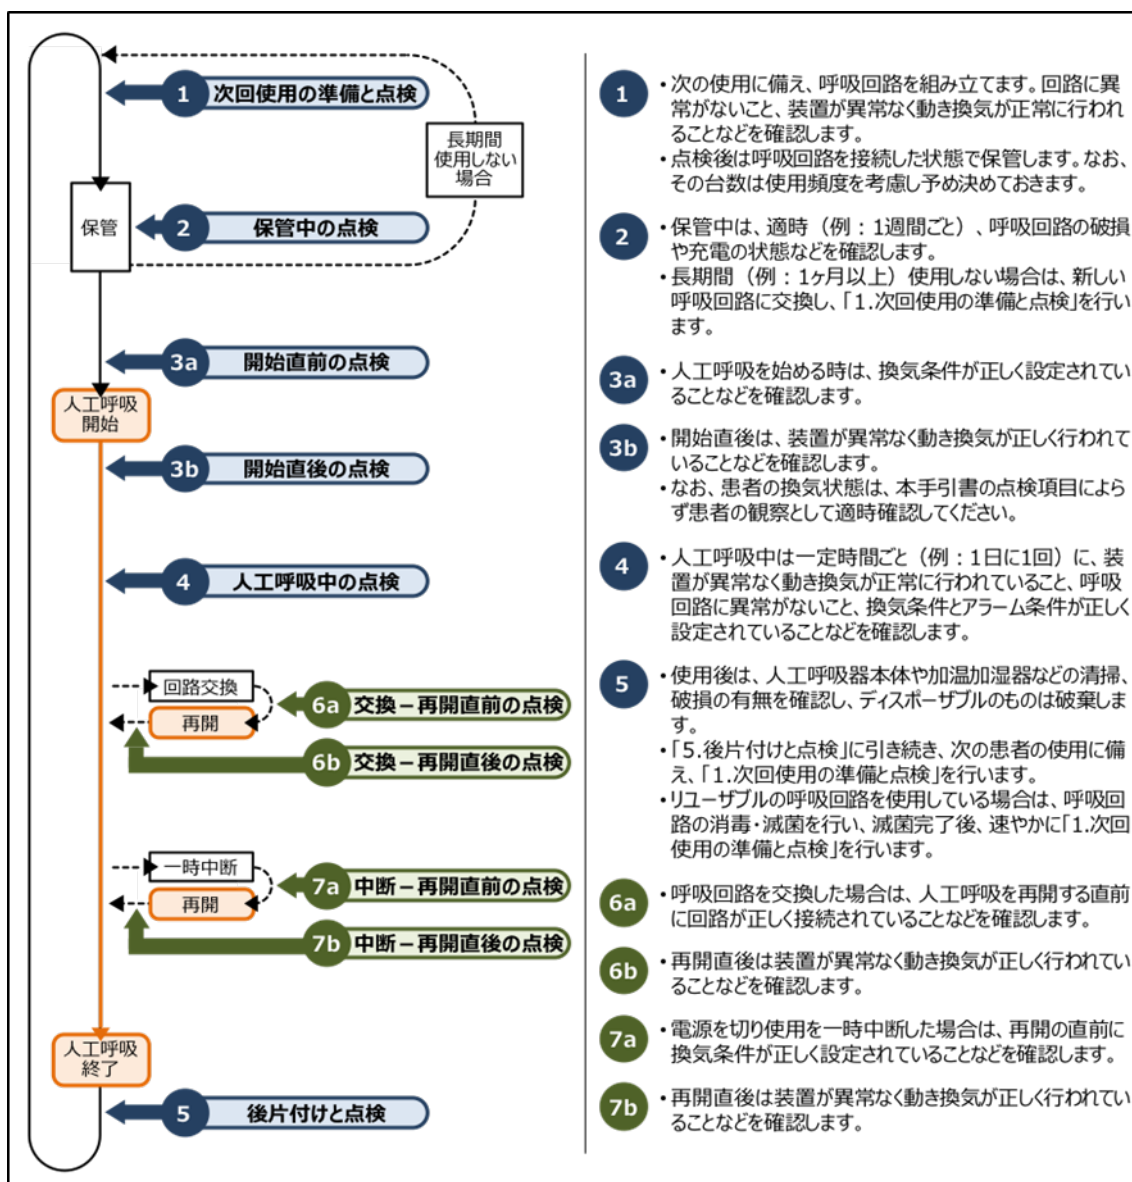 1 次回使用の準備と点検
長期間
使用しない
場合
保管
2 保管中の点検
3a 開始直前の点検
人工呼吸
開始
3b 開始直後の点検
4 人工呼吸中の点検
回路交換
再開
6a 交換－再開直前の点検
6b 交換－再開直後の点検
一時中断
再開
7a 中断－再開直前の点検
7b 中断－再開直後の点検
人工呼吸
終了
5 後片付けと点検
1 ・次の使用に備え、呼吸回路を組み立てます。回路に異
常がないこと、装置が異常なく動き換気が正常に行われ
ることなどを確認します。
・点検後は呼吸回路を接続した状態で保管します。なお、
その台数は使用頻度を考慮し予め決めておきます。
2 ・保管中は、適時（例：1週間ごと）、呼吸回路の破損
や充電の状態などを確認します。
・長期間（例：1ヶ月以上）使用しない場合は、新しい
呼吸回路に交換し、「1.次回使用の準備と点検」を行い
ます。
3a ・人工呼吸を始める時は、換気条件が正しく設定されてい
ることなどを確認します。
3b ・開始直後は、装置が異常なく動き換気が正しく行われて
いることなどを確認します。
・なお、患者の換気状態は、本手引書の点検項目によら
ず患者の観察として適時確認してください。
4 ・人工呼吸中は一定時間ごと（例：1日に1回）に、装
置が異常なく動き換気が正常に行われていること、呼吸
回路に異常がないこと、換気条件とアラーム条件が正しく
設定されていることなどを確認します。
5 ・使用後は、人工呼吸器本体や加温加湿器などの清掃、
破損の有無を確認し、ディスポーザブルのものは破棄しま
す。
・「5.後片付けと点検」に引き続き、次の患者の使用に備
え、「1.次回使用の準備と点検」を行います。
・リユーザブルの呼吸回路を使用している場合は、呼吸回
路の消毒・滅菌を行い、滅菌完了後、速やかに「1.次回
使用の準備と点検」を行います。
6a ・呼吸回路を交換した場合は、人工呼吸を再開する直前
に回路が正しく接続されていることなどを確認します。
6b ・再開直後は装置が異常なく動き換気が正しく行われてい
ることなどを確認します。
7a ・電源を切り使用を一時中断した場合は、再開の直前に
換気条件が正しく設定されていることなどを確認します。
7b ・再開直後は装置が異常なく動き換気が正しく行われてい
ることなどを確認します。